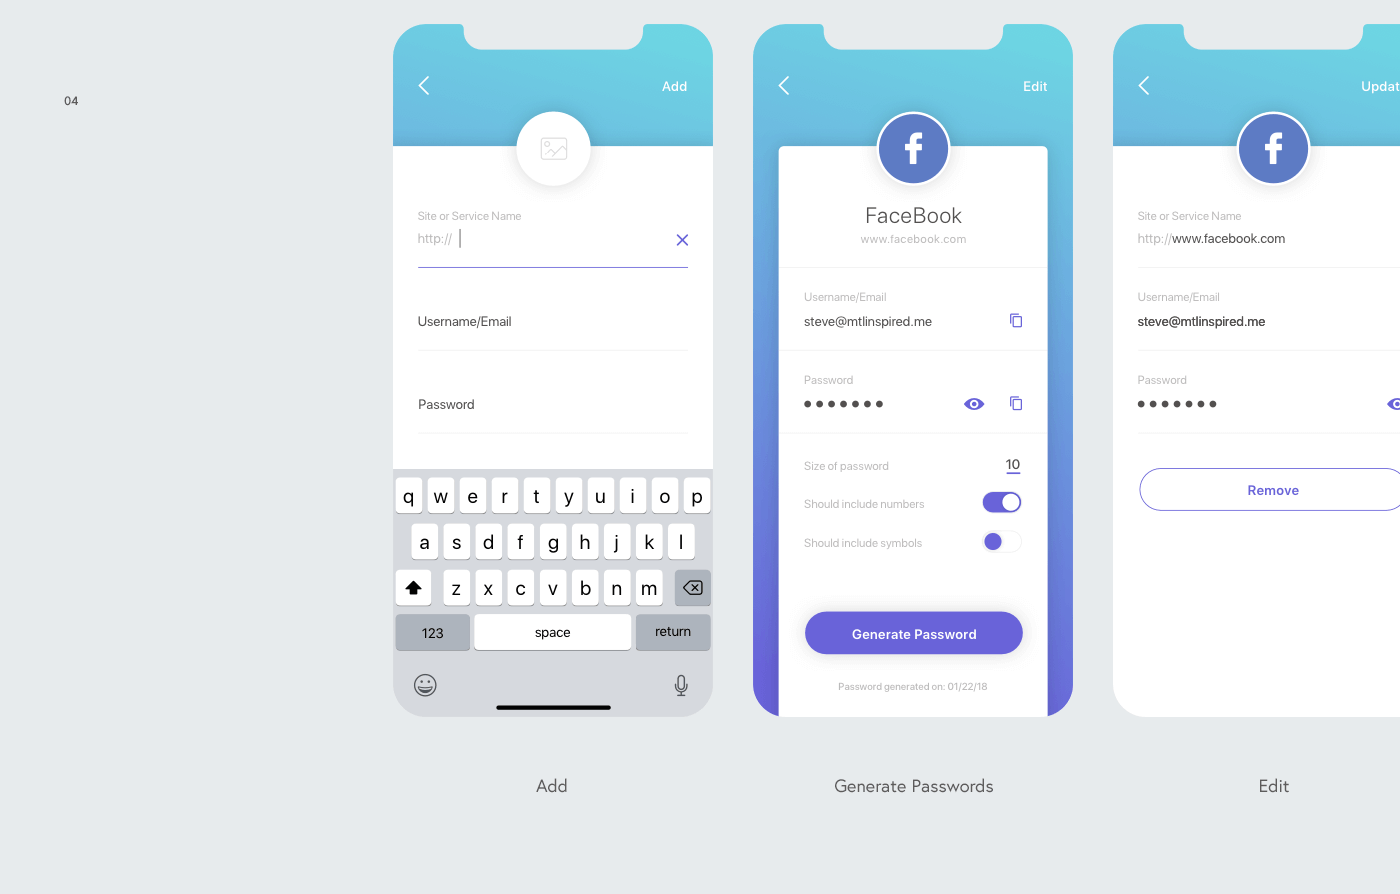 04
Add
Site or Service Name
http://
Username/Email
Password
q w e r t y u i o p
a s d f g h j k l
z x c v b n m
123 space return
Add
Edit
f
FaceBook
www.facebook.com
Username/Email
steve@mtlinspired.me
Password
Size of password 10
Should include numbers
Should include symbols
Generate Password
Password generated on: 01/22/18
Generate Passwords
Updat
f
Site or Service Name
http://www.facebook.com
Username/Email
steve@mtlinspired.me
Password
Remove
Edit